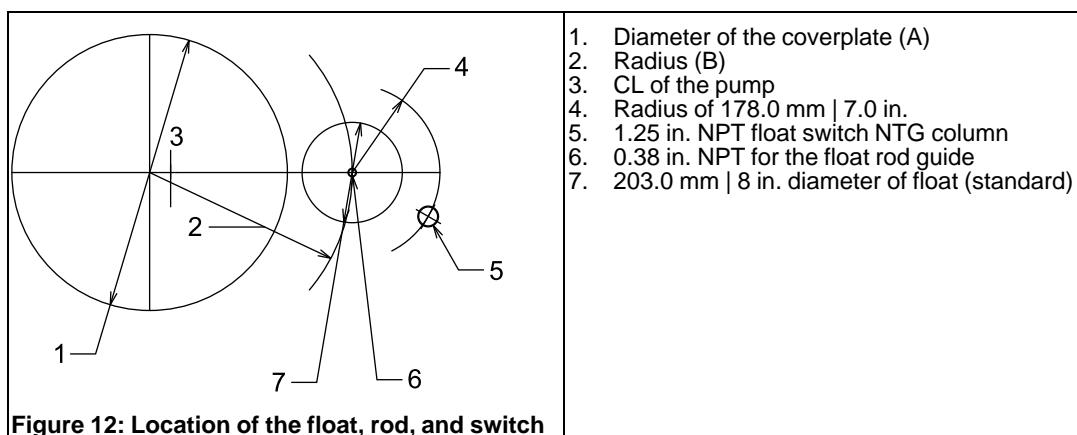 3
4
2
5
1
7
6
Figure 12: Location of the float, rod, and switch
1. Diameter of the coverplate (A)
2. Radius (B)
3. CL of the pump
4. Radius of 178.0 mm | 7.0 in.
5. 1.25 in. NPT float switch NTG column
6. 0.38 in. NPT for the float rod guide
7. 203.0 mm | 8 in. diameter of float (standard)